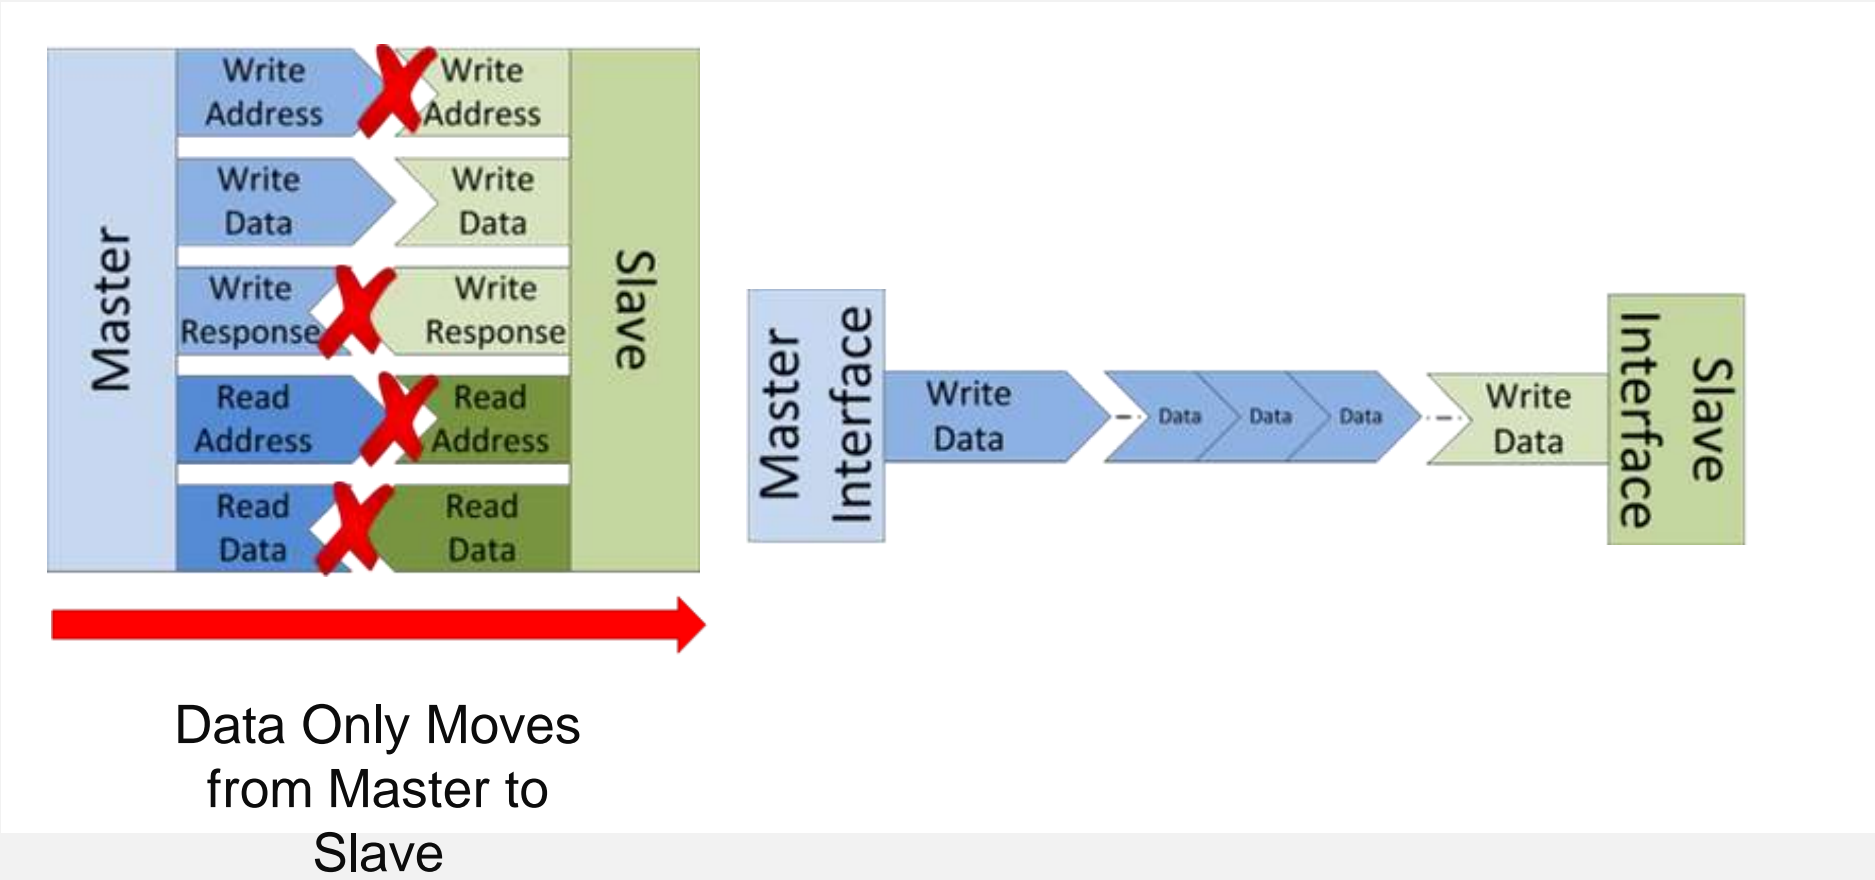 Master
Write
Address
Write
Address
Write
Data
Write
Data
Write
Response
Write
Response
Read
Address
Read
Address
Read
Data
Read
Data
Slave
Data Only Moves
from Master to
Slave
Master
Interface
Write
Data
Data
Data
Data
Write
Data
Slave
Interface